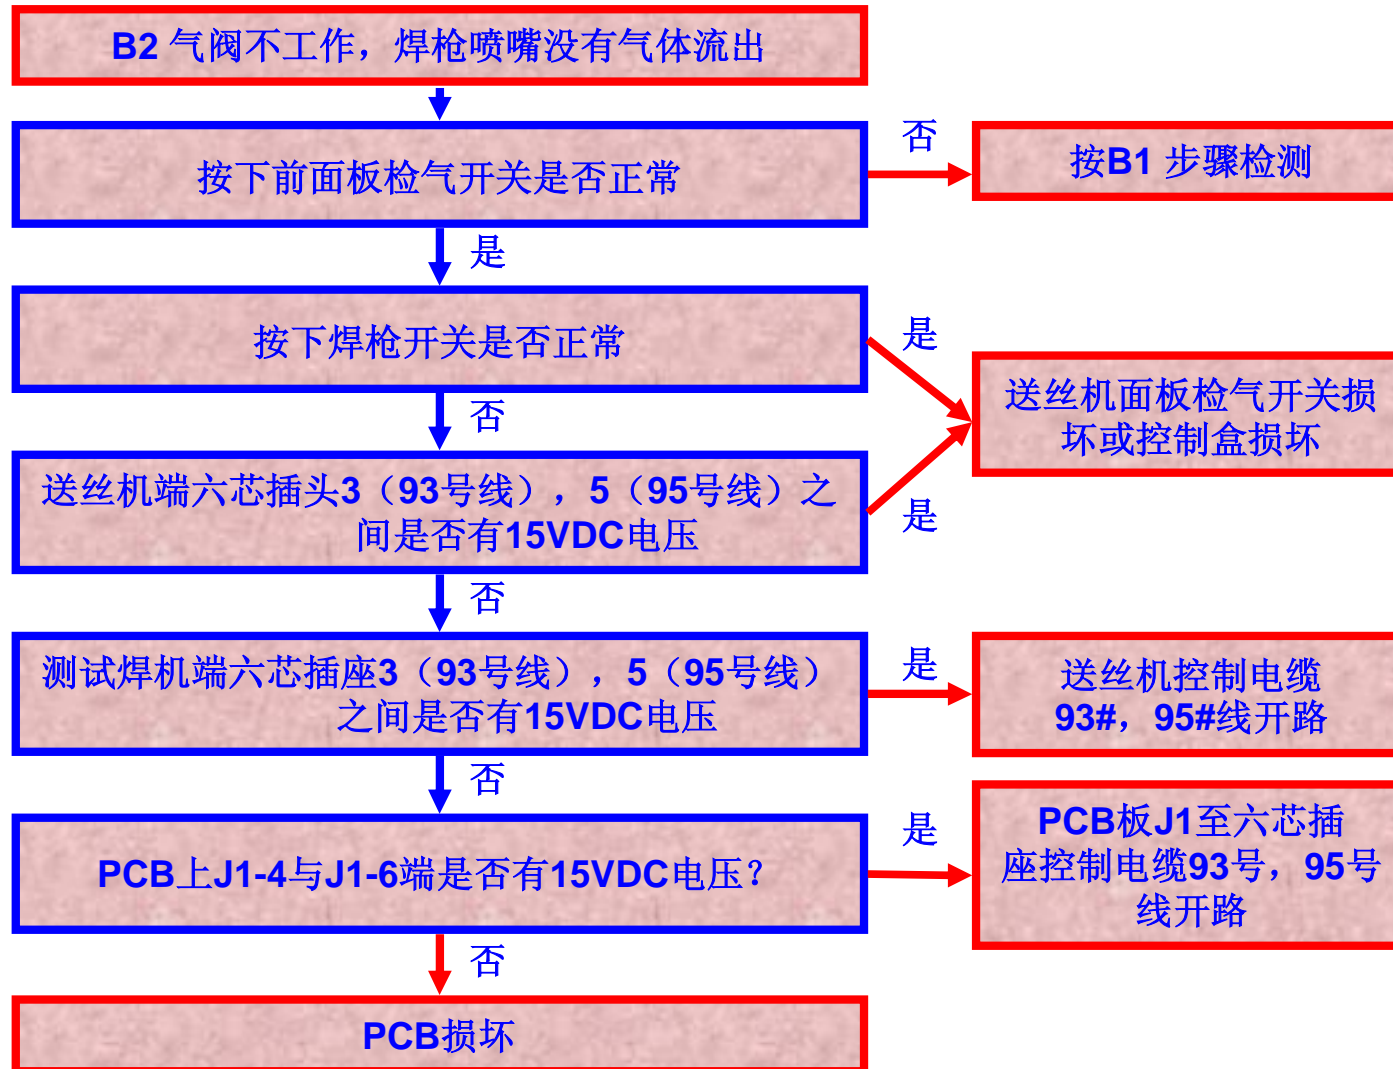 B2 气阀不工作，焊枪喷嘴没有气体流出
按下前面板检气开关是否正常
否
按B1 步骤检测
是
按下焊枪开关是否正常
是
送丝机面板检气开关损
坏或控制盒损坏
否
送丝机端六芯插头3（93号线），5（95号线）之
间是否有15VDC电压
是
否
测试焊机端六芯插座3（93号线），5（95号线）
之间是否有15VDC电压
是
送丝机控制电缆
93#，95#线开路
否
PCB上J1-4与J1-6端是否有15VDC电压？
是
PCB板J1至六芯插
座控制电缆93号，95号
线开路
否
PCB损坏